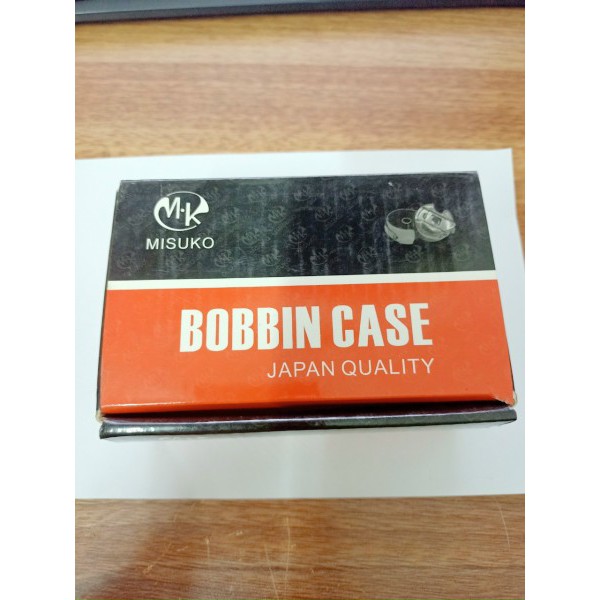 M·K
MISUKO
BOBBIN CASE
JAPAN QUALITY